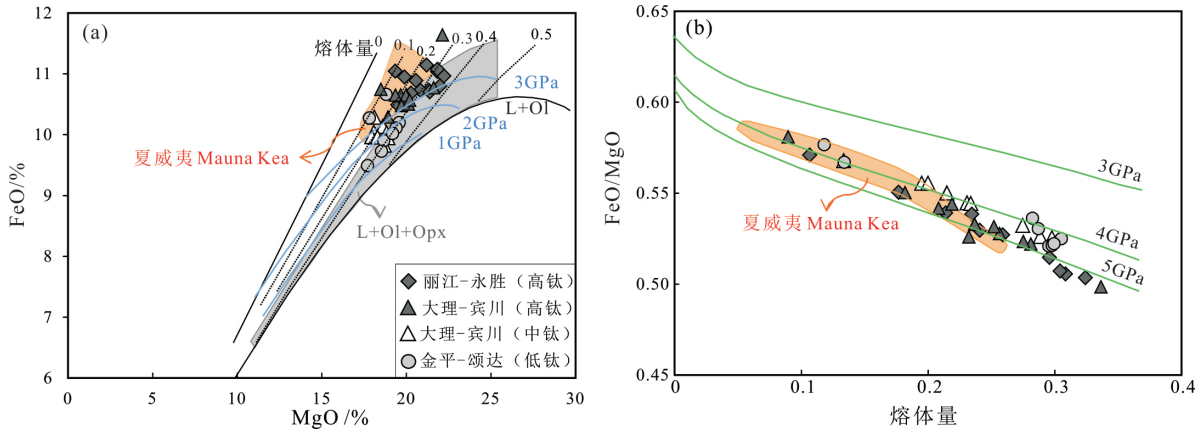 (a)
12
11
10
9
8
7
6
FeO/%
0
5
10
15
20
25
30
MgO /%
熔体量
0
0.1
0.2
0.3
0.4
0.5
3GPa
L+Ol
2GPa
1GPa
夏威夷 Mauna Kea
L+Ol+Opx
丽江-永胜（高钛）
大理-宾川（高钛）
大理-宾川（中钛）
金平-颂达（低钛）
(b)
0.65
0.60
0.55
0.50
0.45
FeO/MgO
0
0.1
0.2
0.3
0.4
熔体量
3GPa
4GPa
5GPa
夏威夷 Mauna Kea